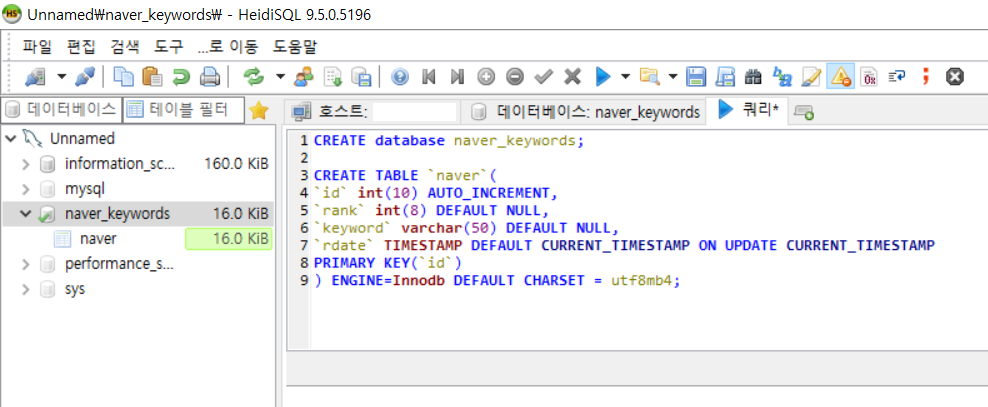 Unnamed₩naver_keywords₩ - HeidiSQL 9.5.0.5196
파일 편집 검색 도구 ...로 이동 도움말
데이터베이스 테이블 필터
호스트: 데이터베이스: naver_keywords 쿼리*
Unnamed
information_sc... 160.0 KiB
mysql
naver_keywords 16.0 KiB
naver 16.0 KiB
performance_s...
sys
1 CREATE database naver_keywords;
2
3 CREATE TABLE `naver`(
4 `id` int(10) AUTO_INCREMENT,
5 `rank` int(8) DEFAULT NULL,
6 `keyword` varchar(50) DEFAULT NULL,
7 `rdate` TIMESTAMP DEFAULT CURRENT_TIMESTAMP ON UPDATE CURRENT_TIMESTAMP
8 PRIMARY KEY(`id`)
9 ) ENGINE=Innodb DEFAULT CHARSET = utf8mb4;